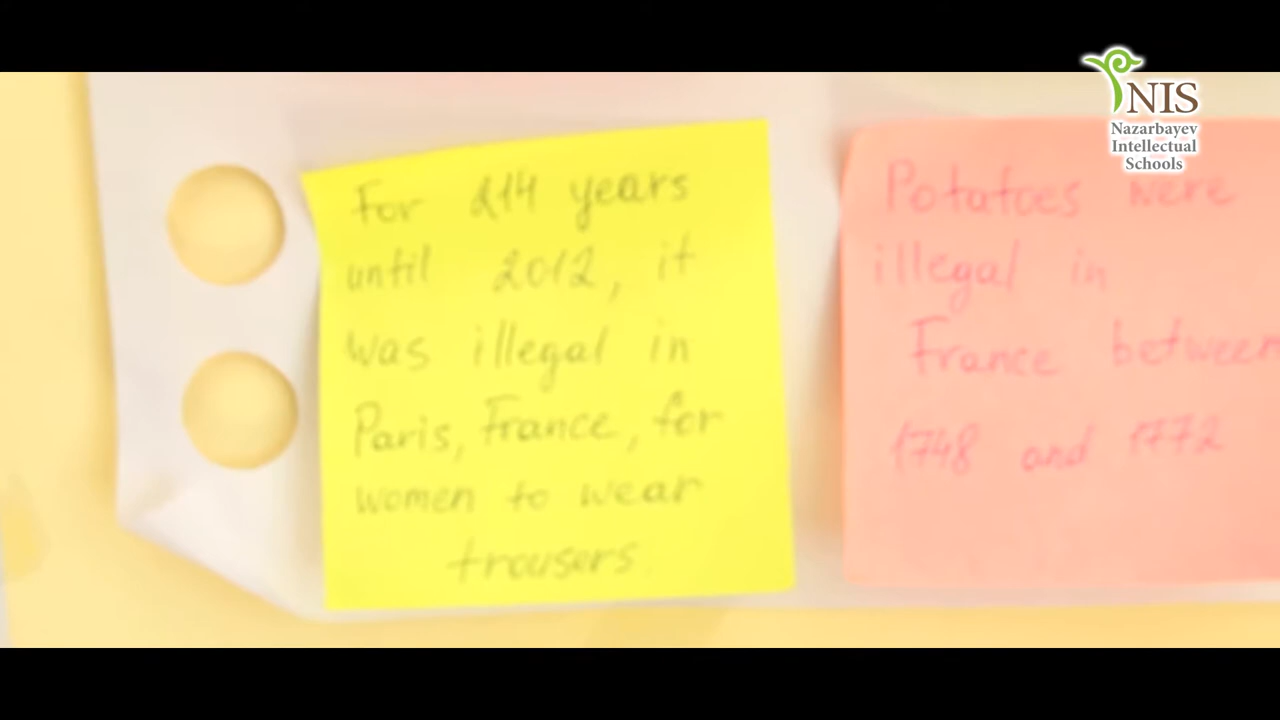 For 214 years
until 2012, it
was illegal in
Paris, France, for
women to wear
trousers.
Potatoes were
illegal in
France between
1748 and 1772
NIS
Nazarbayev
Intellectual
Schools